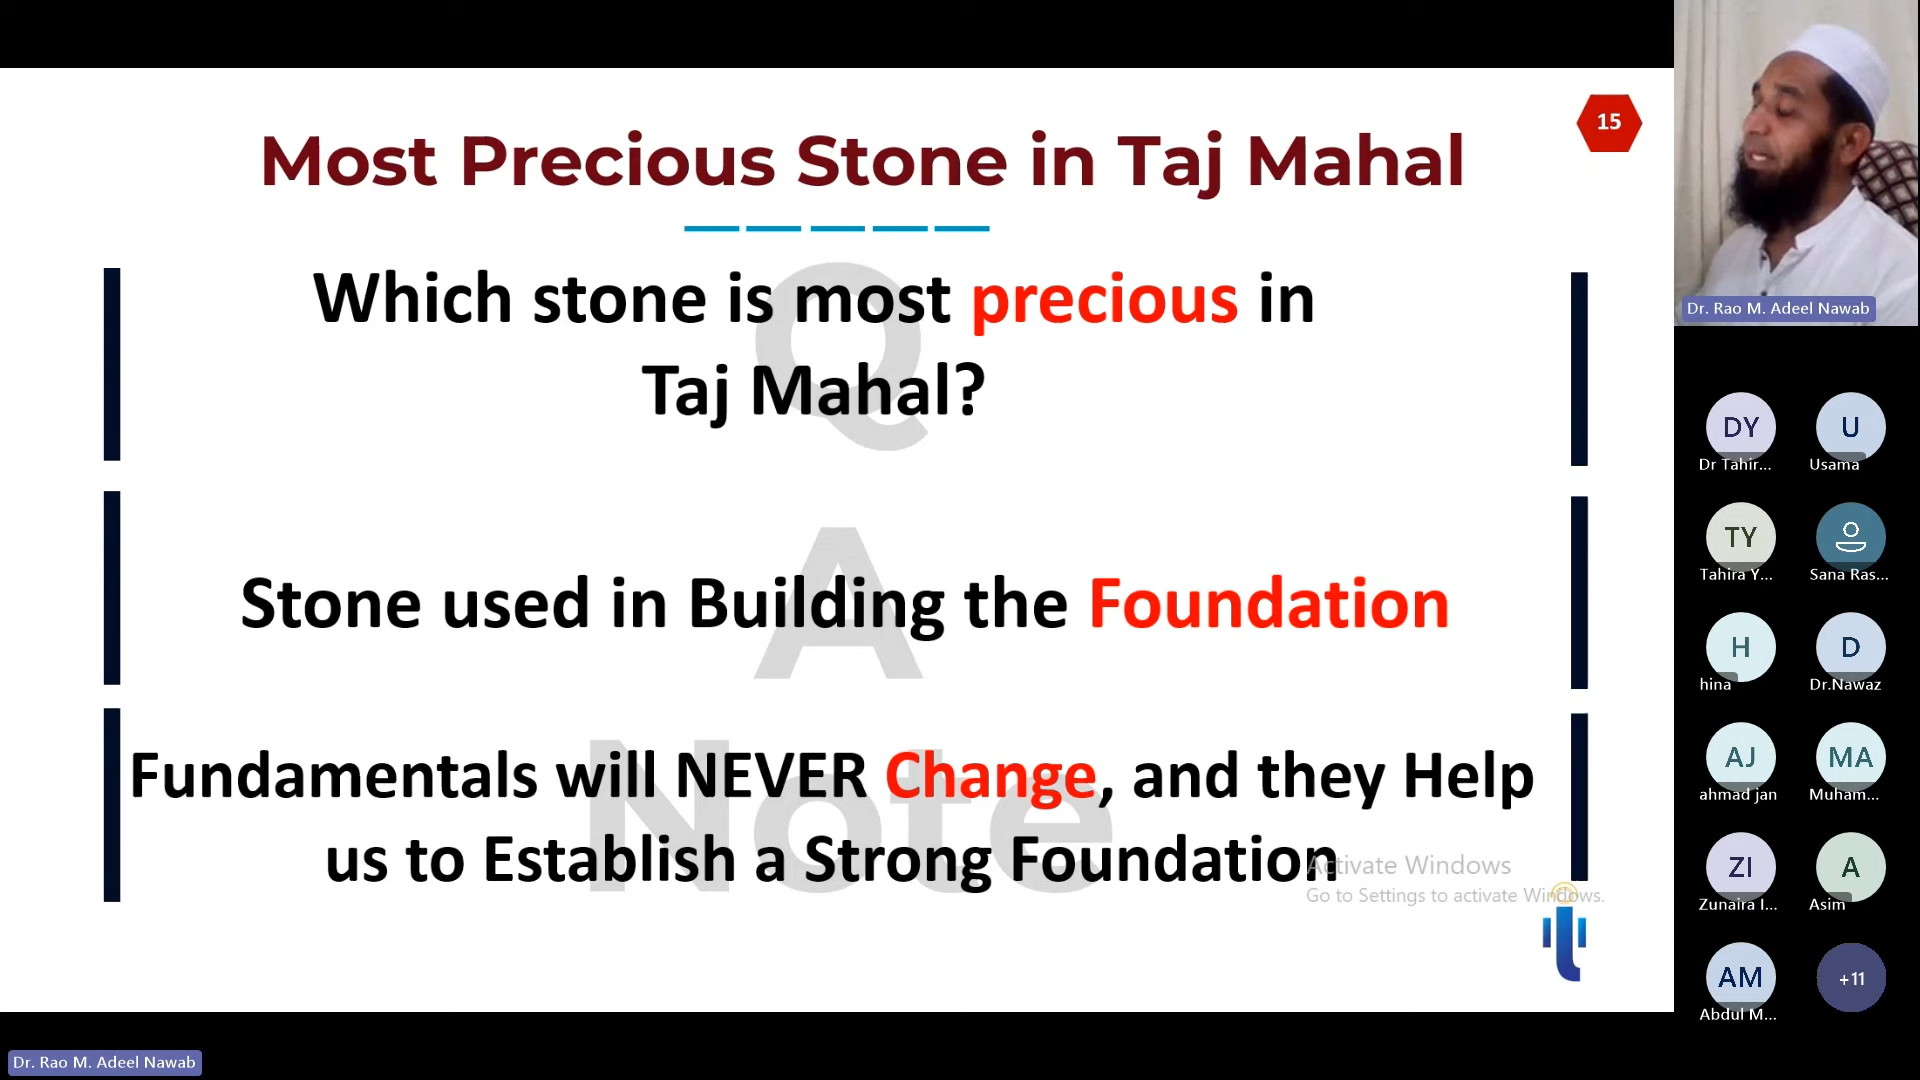 15
Most Precious Stone in Taj Mahal
Q
Which stone is most precious in
Taj Mahal?
A
Stone used in Building the Foundation
Note
Fundamentals will NEVER Change, and they Help
us to Establish a Strong Foundation
Activate Windows
Go to Settings to activate Windows.
Dr. Rao M. Adeel Nawab
DY
Dr Tahir...
U
Usama
TY
Tahira Y...
Sana Ras...
H
hina
D
Dr.Nawaz
AJ
ahmad jan
MA
Muham...
ZI
Zunaira I...
A
Asim
AM
Abdul M...
+11
Dr. Rao M. Adeel Nawab